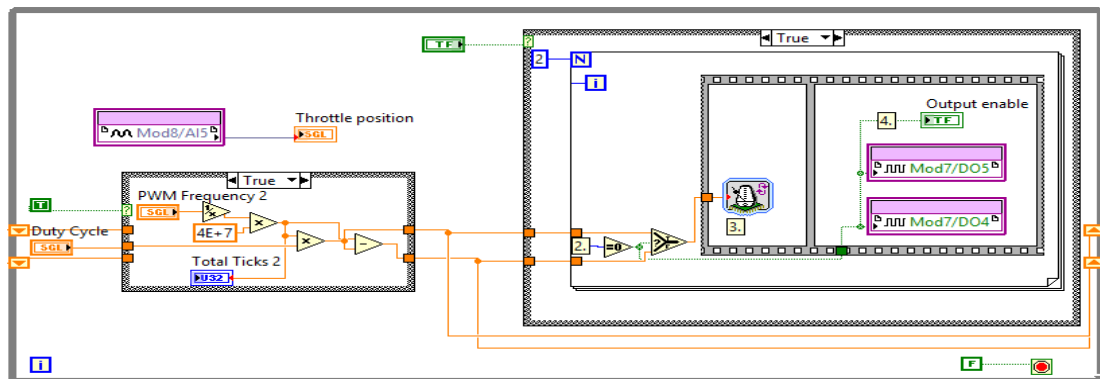 True
TF
?
2
N
i
Output enable
4.
TF
Mod7/DO5
Mod7/DO4
3.
2.
=0
?
Throttle position
Mod8/AI5
SGL
True
PWM Frequency 2
SGL
1/x
x
4E+7
x
-
T
?
Duty Cycle
SGL
Total Ticks 2
U32
i
F